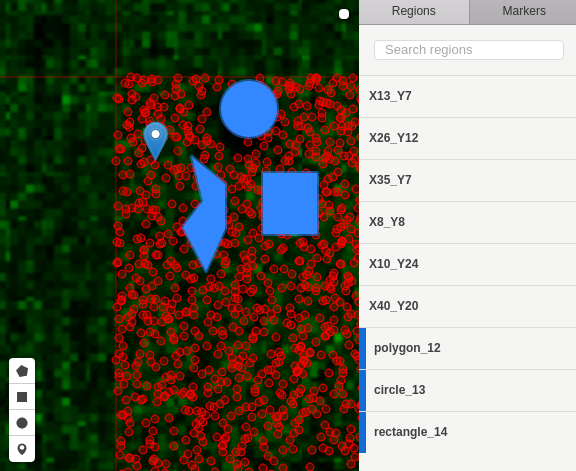 Regions
Markers
Search regions
X13_Y7
X26_Y12
X35_Y7
X8_Y8
X10_Y24
X40_Y20
polygon_12
circle_13
rectangle_14